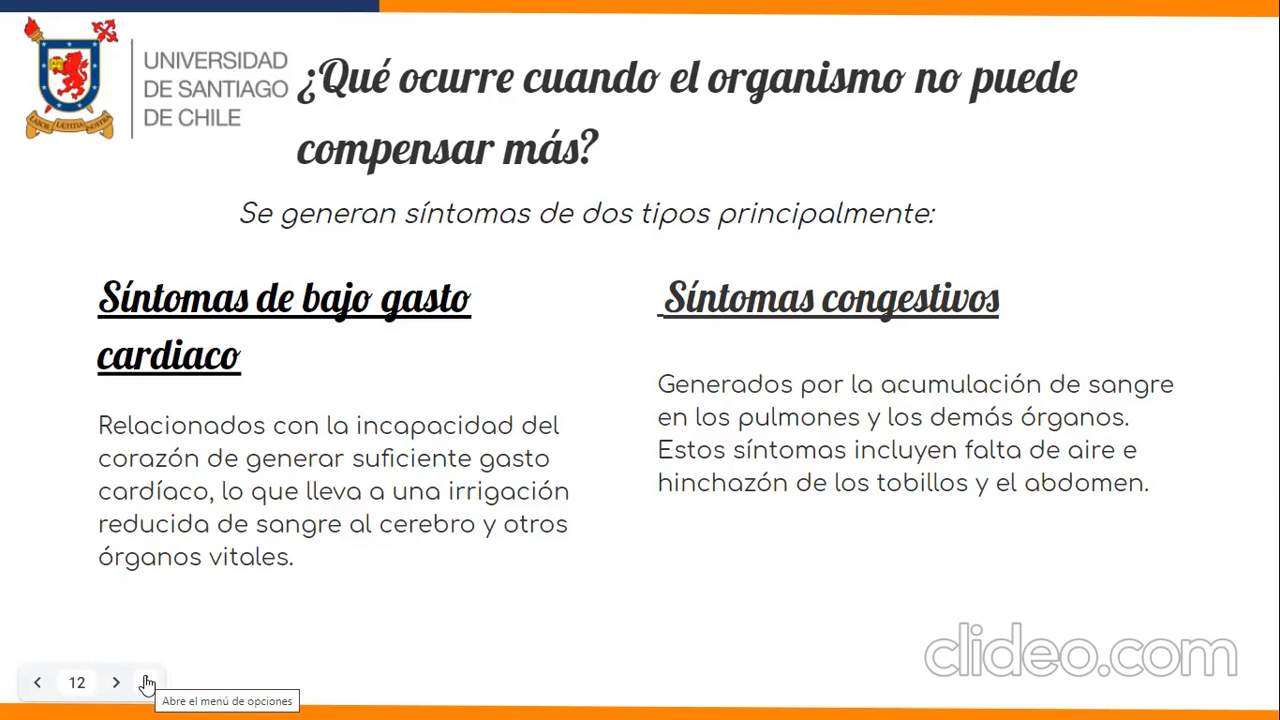 UNIVERSIDAD
DE SANTIAGO
DE CHILE
LABOR LÆTITIA NOSTRA
¿Qué ocurre cuando el organismo no puede
compensar más?
Se generan síntomas de dos tipos principalmente:
Síntomas de bajo gasto
cardiaco
Relacionados con la incapacidad del
corazón de generar suficiente gasto
cardíaco, lo que lleva a una irrigación
reducida de sangre al cerebro y otros
órganos vitales.
Síntomas congestivos
Generados por la acumulación de sangre
en los pulmones y los demás órganos.
Estos síntomas incluyen falta de aire e
hinchazón de los tobillos y el abdomen.
clideo.com
12
Abre el menú de opciones